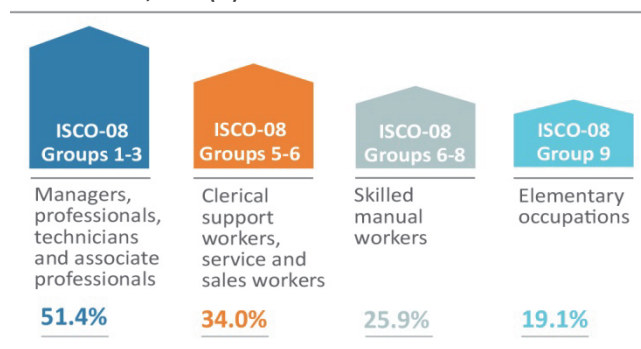 ISCO-08
Groups 1-3
ISCO-08
Groups 5-6
ISCO-08
Groups 6-8
ISCO-08
Group 9
Managers,
professionals,
technicians
and associate
professionals
Clerical
support
workers,
service and
sales workers
Skilled
manual
workers
Elementary
occupations
51.4%
34.0%
25.9%
19.1%